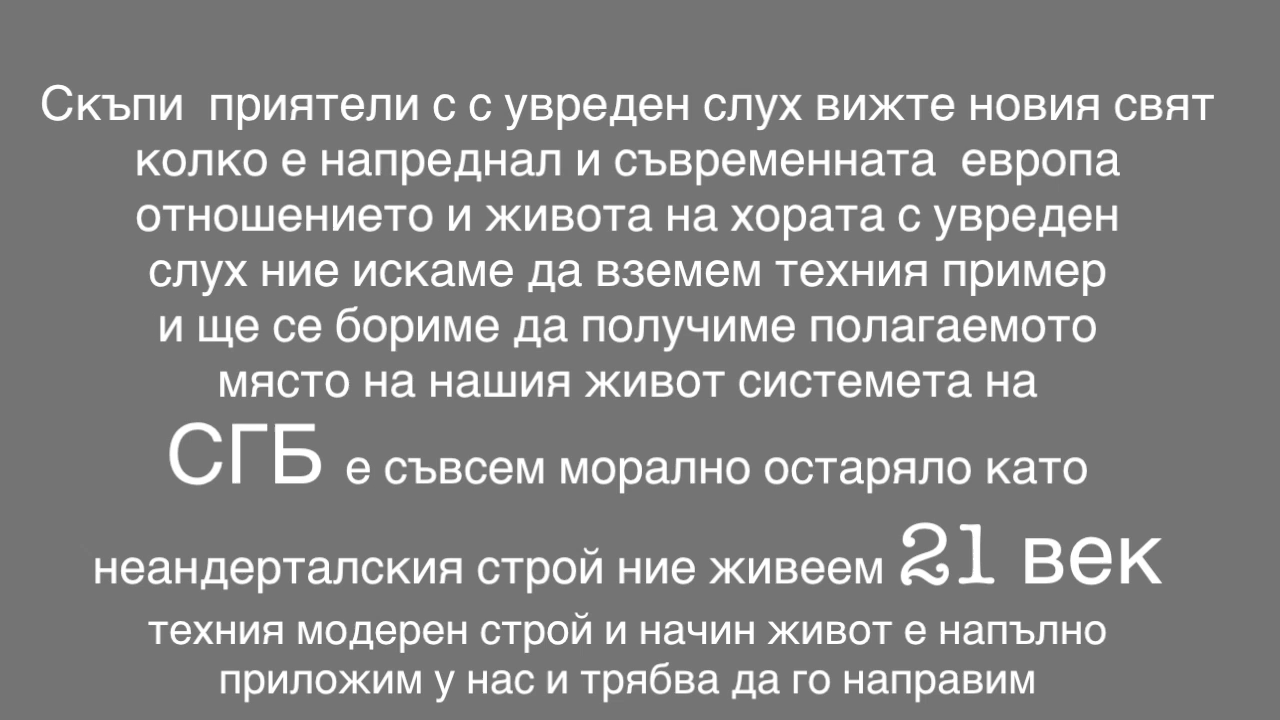 Скъпи  приятели с с увреден слух вижте новия свят
колко е напреднал и съвременната  европа
отношението и живота на хората с увреден
слух ние искаме да вземем техния пример
и ще се бориме да получиме полагаемото
място на нашия живот системета на
СГБ е съвсем морално остаряло като
неандерталския строй ние живеем 21 век
техния модерен строй и начин живот е напълно
приложим у нас и трябва да го направим